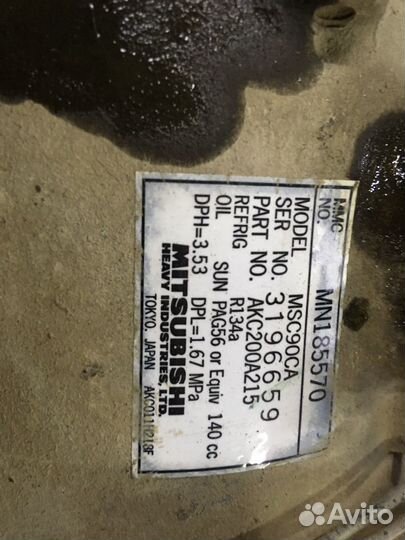 MMC NO. MN185570
MODEL MSC90CA
SER NO. 3196659
PART NO. AKC200A215
REFRIG R134a
OIL SUN PAG56 or Equiv 140 cc
DPH=3.53 DPL=1.67 MPa
MITSUBISHI
HEAVY INDUSTRIES, LTD.
TOKYO, JAPAN AKC011H213F
Avito